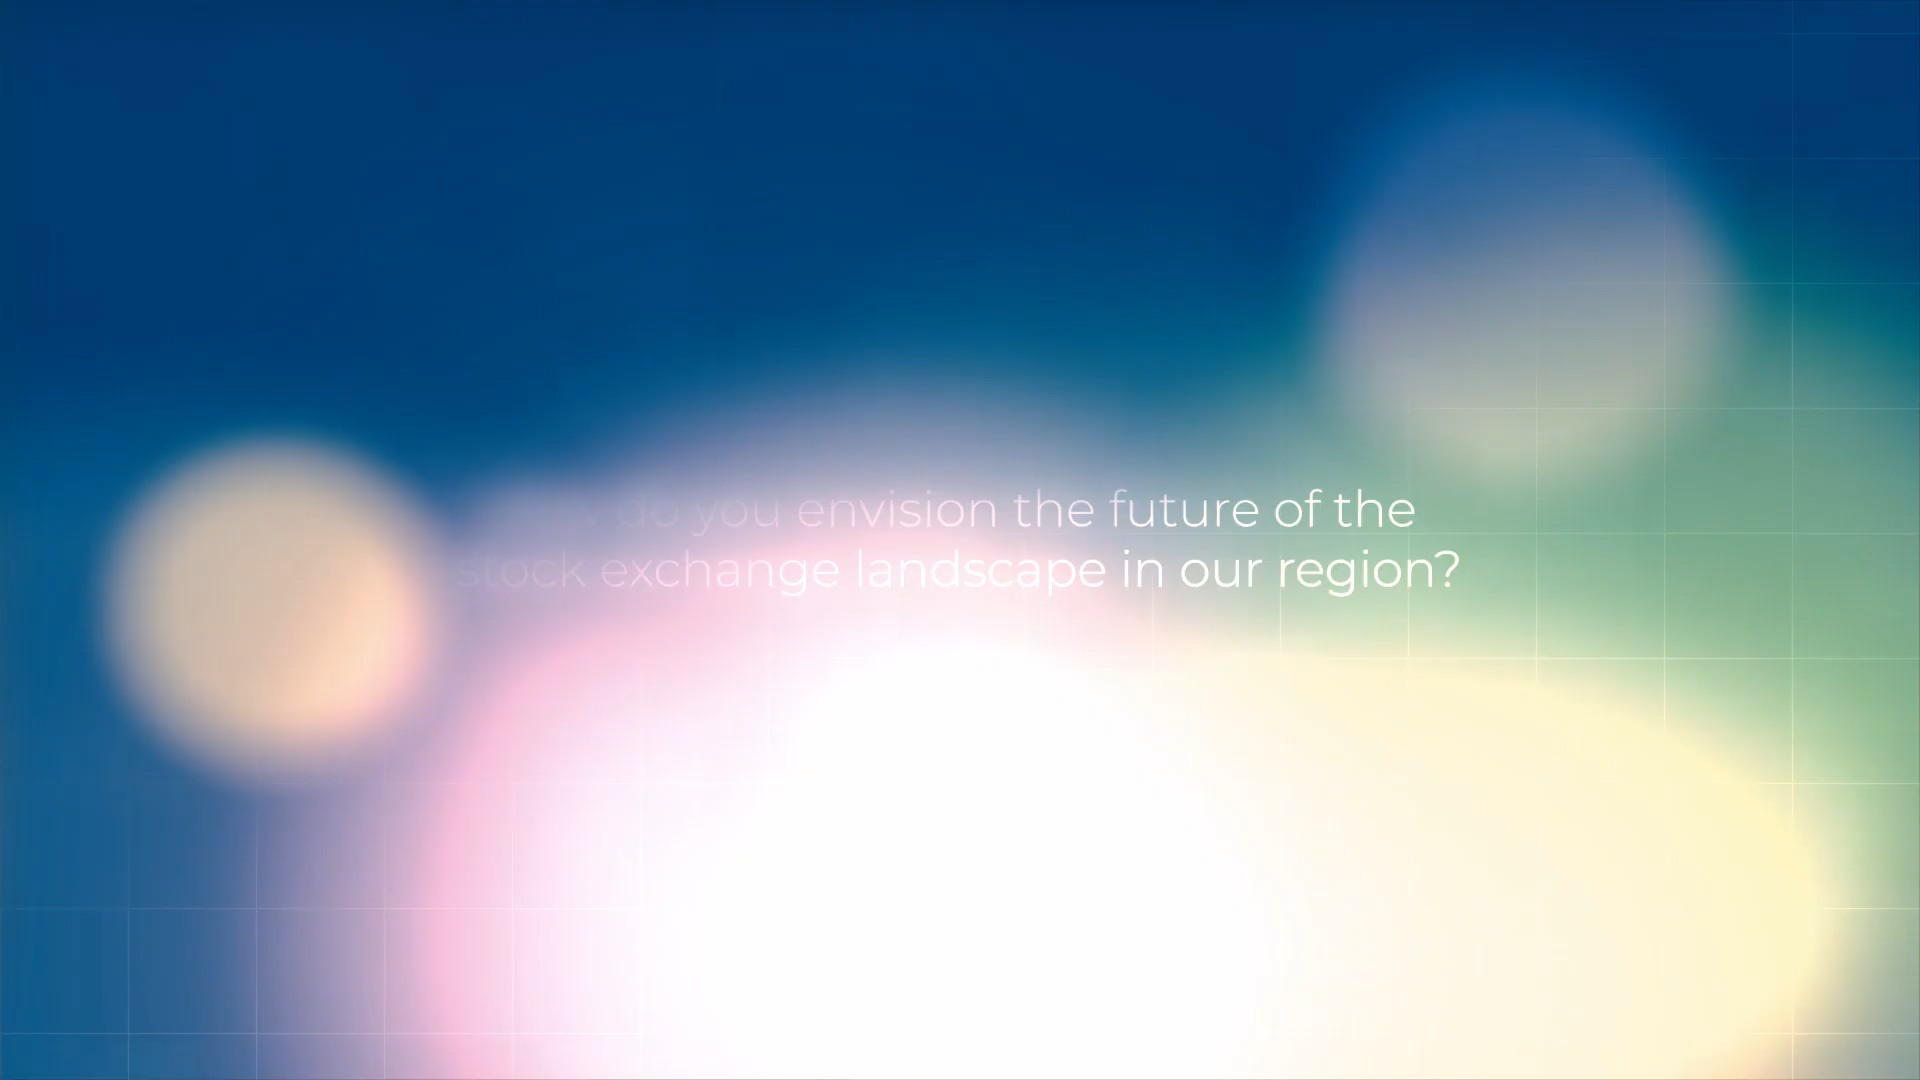 do you envision the future of the
stock exchange landscape in our region?